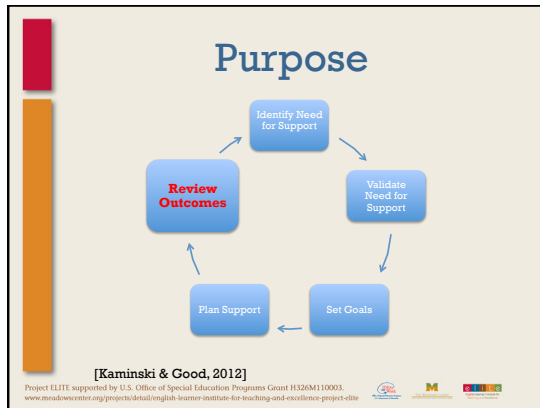 Purpose
Identify Need
for Support
Validate
Need for
Support
Set Goals
Plan Support
Review
Outcomes
[Kaminski & Good, 2012]
Project ELITE supported by U.S. Office of Special Education Programs Grant H326M110003.
www.meadowscenter.org/projects/detail/english-learner-institute-for-teaching-and-excellence-project-elite